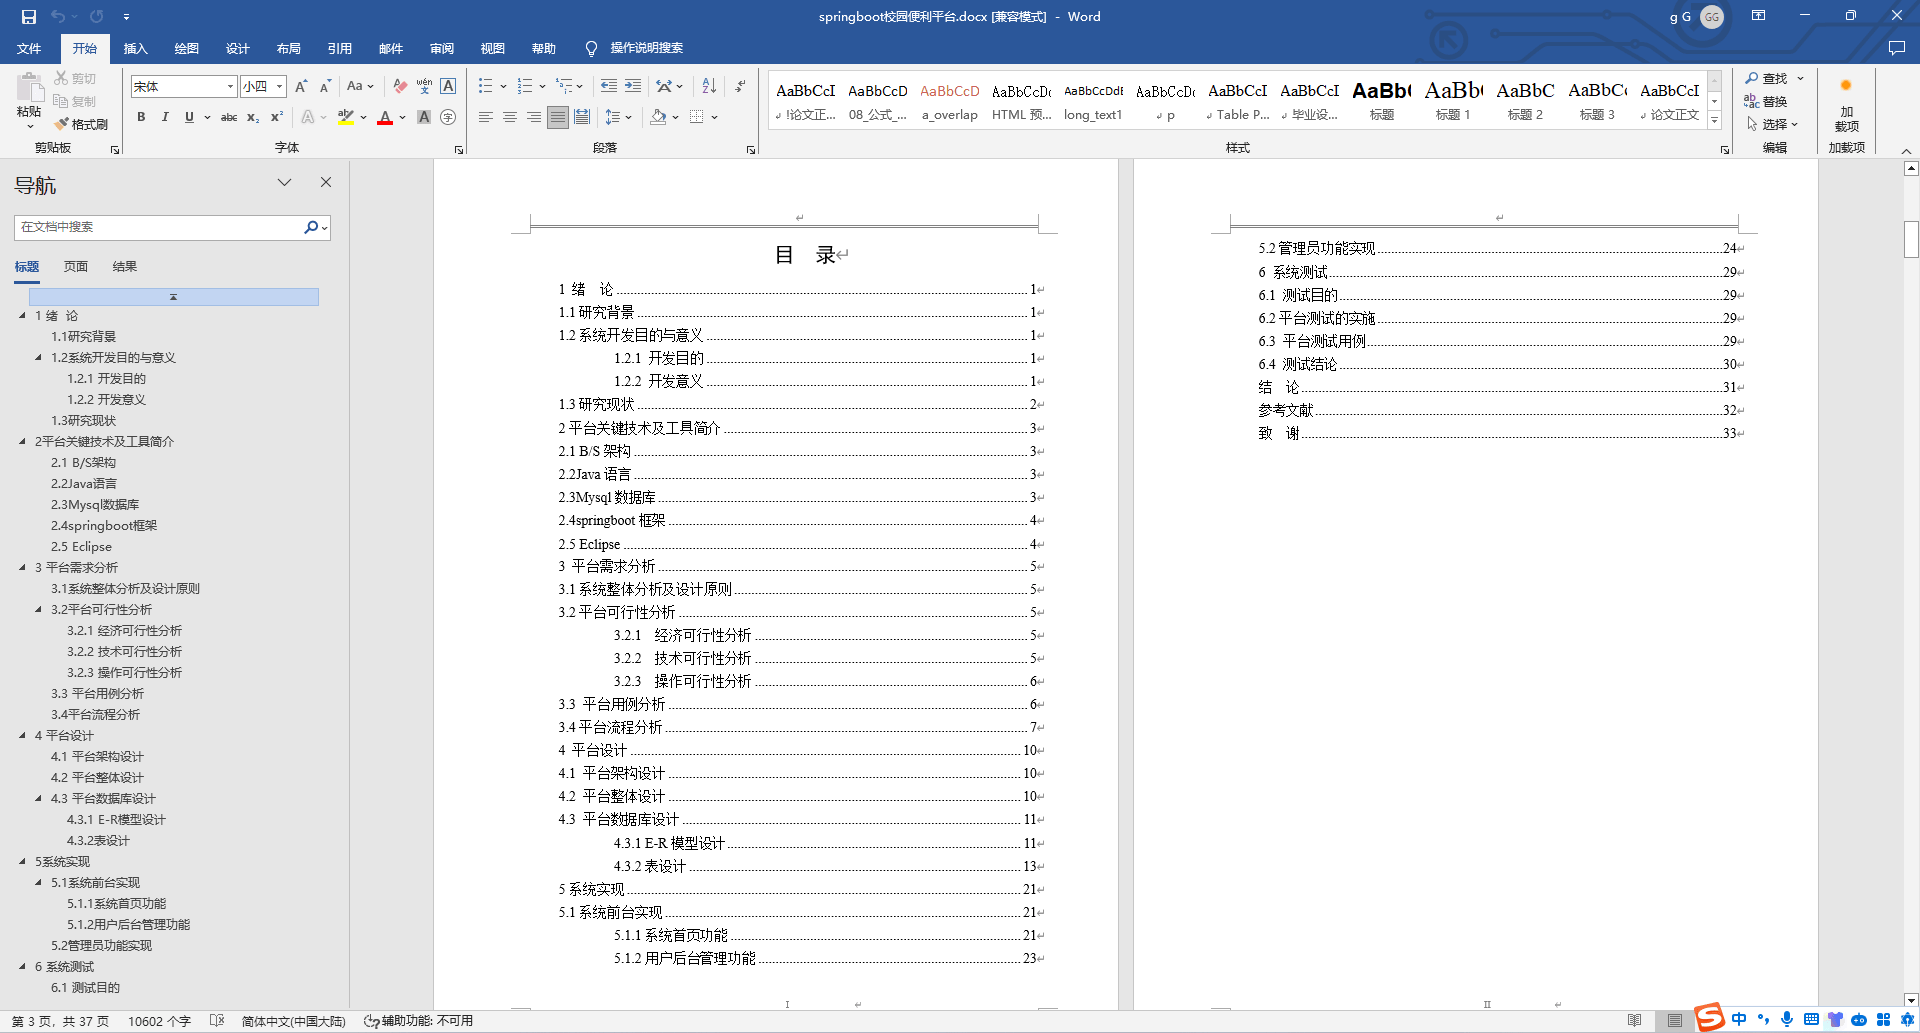 springboot校园便利平台.docx [兼容模式] - Word
g G
GG
文件 开始 插入 绘图 设计 布局 引用 邮件 审阅 视图 帮助 操作说明搜索
粘贴
剪切
复制
格式刷
剪贴板
宋体 小四
字体
段落
AaBbCcI AaBbCcD AaBbCcD AaBbCcDc AaBbCcDdE AaBbCcDc AaBbCcI AaBbCcI AaBb( AaBb( AaBbC AaBbC AaBbCcI
!论文正... 08_公式_... a_overlap HTML 预... long_text1 p Table P... 毕业设... 标题 标题 1 标题 2 标题 3 论文正文
样式
查找
替换
选择
编辑
加载项
加载项
导航
在文档中搜索
标题 页面 结果
1 绪 论
1.1研究背景
1.2系统开发目的与意义
1.2.1 开发目的
1.2.2 开发意义
1.3研究现状
2平台关键技术及工具简介
2.1 B/S架构
2.2Java语言
2.3Mysql数据库
2.4springboot框架
2.5 Eclipse
3 平台需求分析
3.1系统整体分析及设计原则
3.2平台可行性分析
3.2.1 经济可行性分析
3.2.2 技术可行性分析
3.2.3 操作可行性分析
3.3 平台用例分析
3.4平台流程分析
4 平台设计
4.1 平台架构设计
4.2 平台整体设计
4.3 平台数据库设计
4.3.1 E-R模型设计
4.3.2表设计
5系统实现
5.1系统前台实现
5.1.1系统首页功能
5.1.2用户后台管理功能
5.2管理员功能实现
6 系统测试
6.1 测试目的
目 录
1 绪 论 1
1.1 研究背景 1
1.2 系统开发目的与意义 1
1.2.1 开发目的 1
1.2.2 开发意义 1
1.3 研究现状 2
2 平台关键技术及工具简介 3
2.1 B/S 架构 3
2.2Java 语言 3
2.3Mysql 数据库 3
2.4springboot 框架 4
2.5 Eclipse 4
3 平台需求分析 5
3.1 系统整体分析及设计原则 5
3.2 平台可行性分析 5
3.2.1 经济可行性分析 5
3.2.2 技术可行性分析 5
3.2.3 操作可行性分析 6
3.3 平台用例分析 6
3.4 平台流程分析 7
4 平台设计 10
4.1 平台架构设计 10
4.2 平台整体设计 10
4.3 平台数据库设计 11
4.3.1 E-R 模型设计 11
4.3.2 表设计 13
5 系统实现 21
5.1 系统前台实现 21
5.1.1 系统首页功能 21
5.1.2 用户后台管理功能 23
I
5.2 管理员功能实现 24
6 系统测试 29
6.1 测试目的 29
6.2 平台测试的实施 29
6.3 平台测试用例 29
6.4 测试结论 30
结 论 31
参考文献 32
致 谢 33
II
第 3 页，共 37 页 10602 个字 简体中文(中国大陆) 辅助功能: 不可用
中